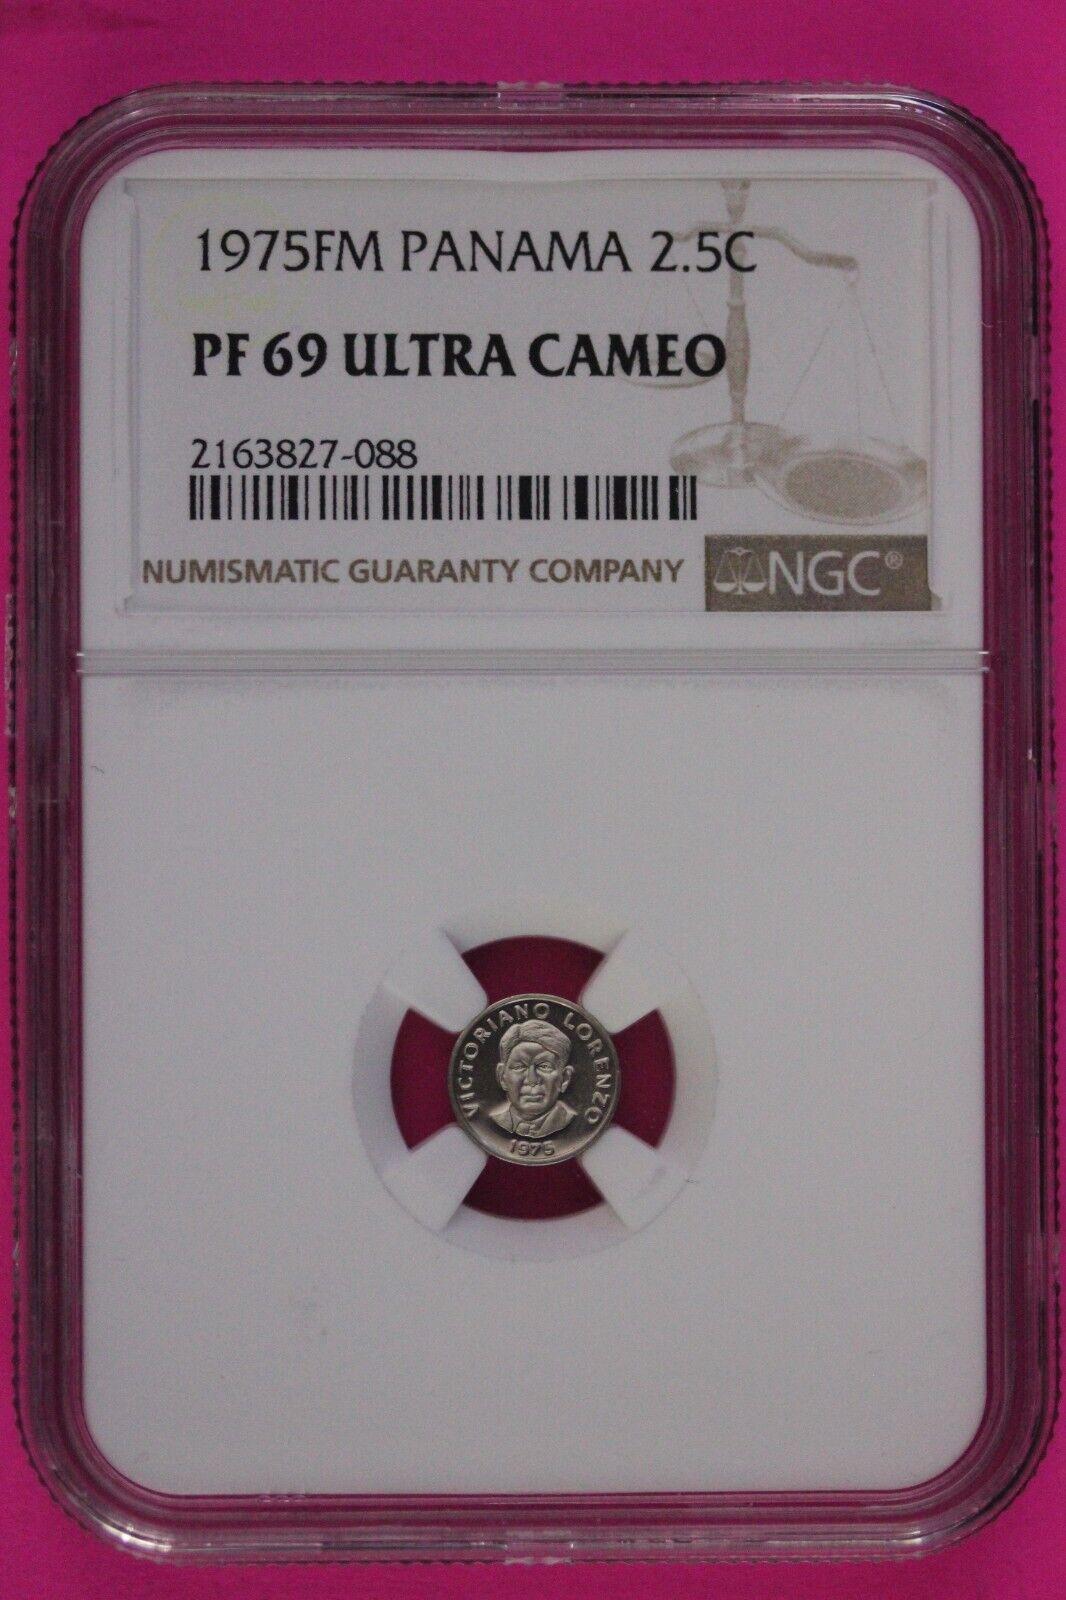 1975FM PANAMA 2.5C
PF 69 ULTRA CAMEO
2163827-088
NUMISMATIC GUARANTY COMPANY NGC®
VICTORIANO LORENZO
1975